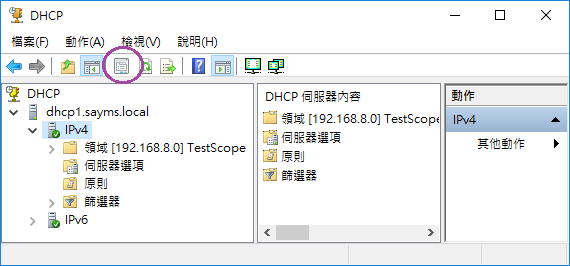 DHCP
檔案(F) 動作(A) 檢視(V) 說明(H)
DHCP
dhcp1.sayms.local
IPv4
領域 [192.168.8.0] TestScope
伺服器選項
原則
篩選器
IPv6
DHCP 伺服器內容
領域 [192.168.8.0] TestScope
伺服器選項
原則
篩選器
動作
IPv4
其他動作